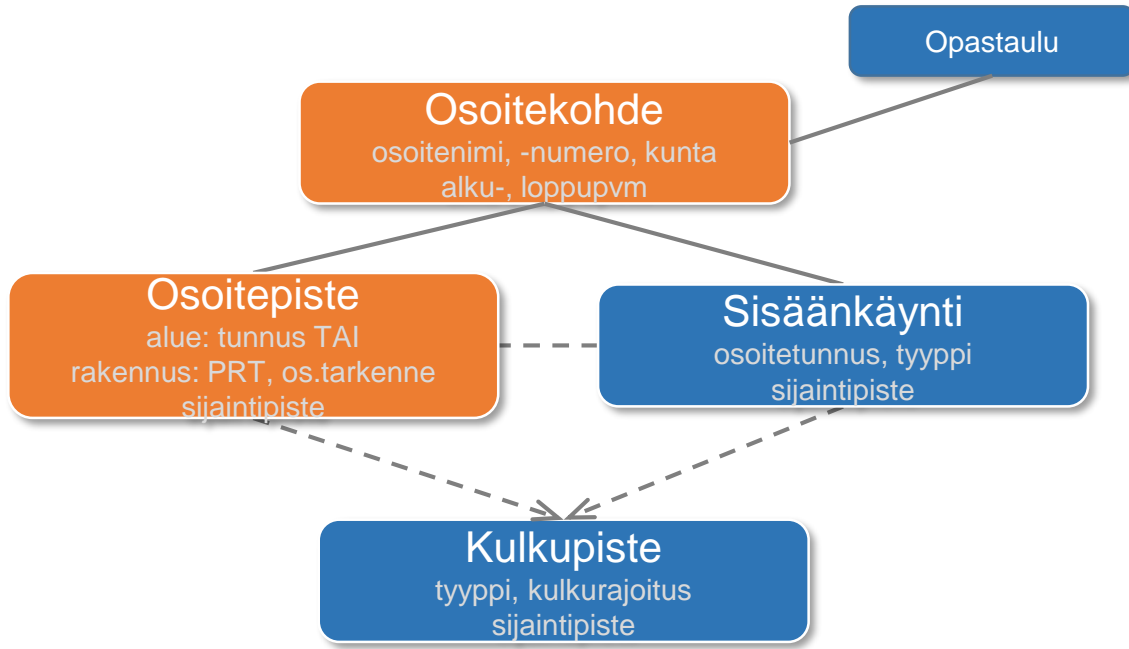 Opastaulu
Osoitekohde
osoitenimi, -numero, kunta
alku-, loppupvm
Osoitepiste
alue: tunnus TAI
rakennus: PRT, os.tarkenne
sijaintipiste
Sisäänkäynti
osoitetunnus, tyyppi
sijaintipiste
Kulkupiste
tyyppi, kulkurajoitus
sijaintipiste